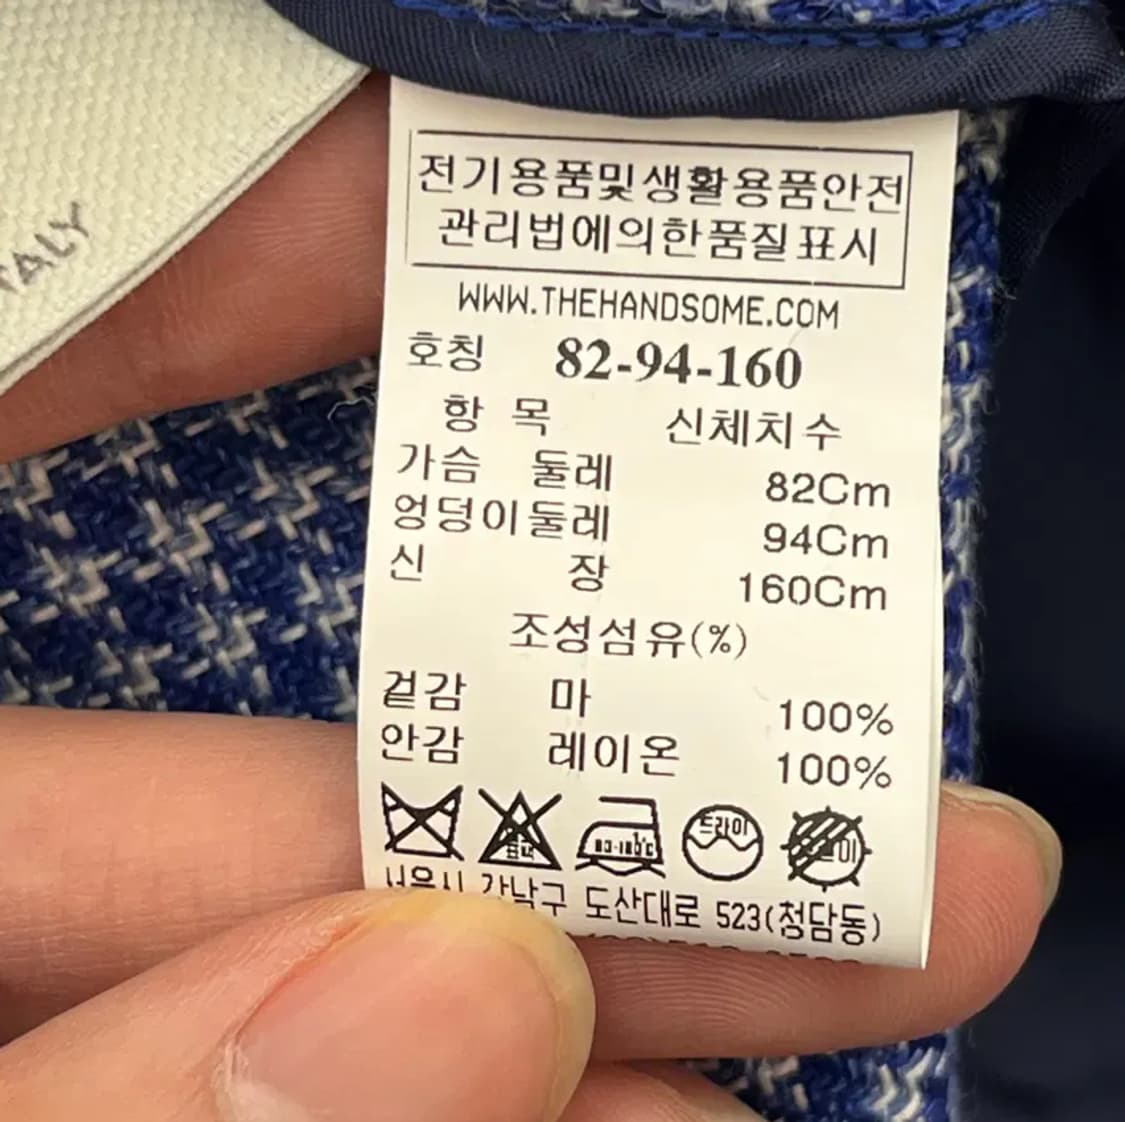 TALY
전기용품및생활용품안전
관리법에의한품질표시
WWW.THEHANDSOME.COM
호칭 82-94-160
항 목 신체치수
가슴 둘레 82Cm
엉덩이둘레 94Cm
신 장 160Cm
조성섬유(%)
겉감 마 100%
안감 레이온 100%
드라이
서울시 강남구 도산대로 523(청담동)